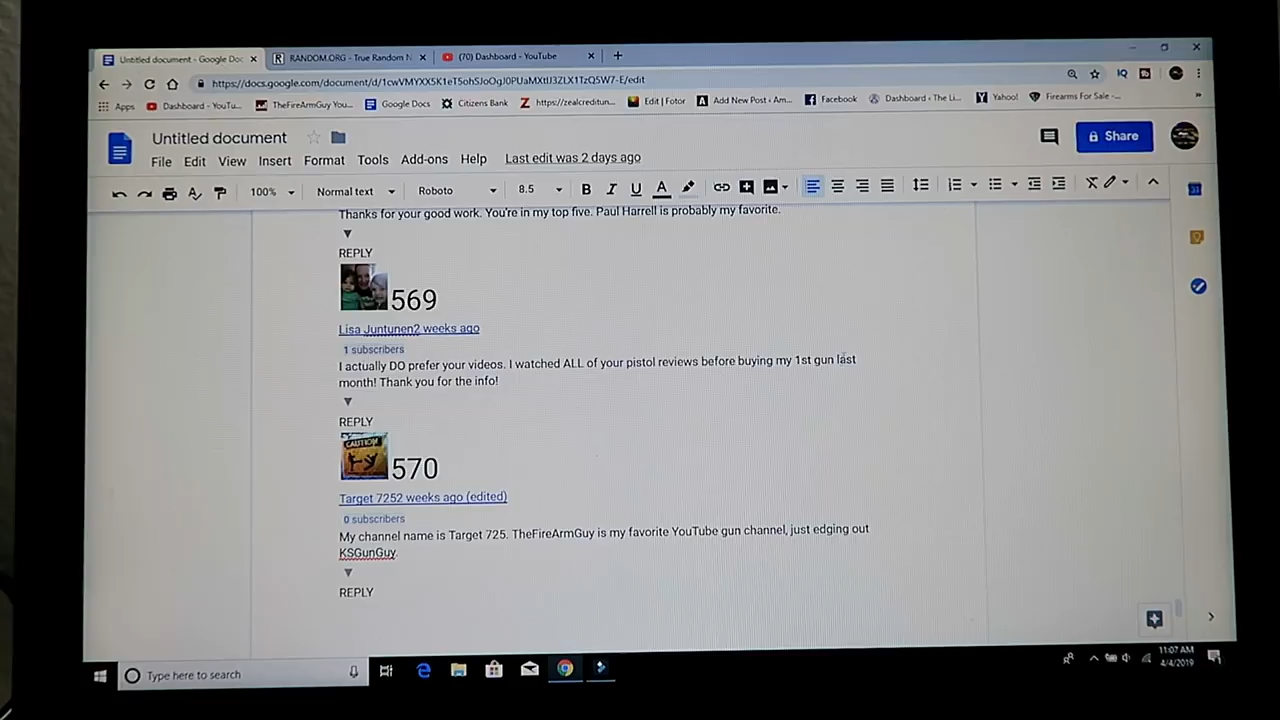 Untitled document - Google Doc
RANDOM.ORG - True Random N
(70) Dashboard - YouTube
https://docs.google.com/document/d/1cwVMYXX5K1eT5ohSJoOgJ0PUaMXtIJ3ZLX1TzQ5W7-E/edit
Apps
Dashboard - YouTu...
TheFireArmGuy You...
Google Docs
Citizens Bank
https://zealcreditun...
Edit | Fotor
Add New Post ‹ Am...
Facebook
Dashboard ‹ The Li...
Yahoo!
Firearms For Sale -...
Untitled document
Share
File Edit View Insert Format Tools Add-ons Help Last edit was 2 days ago
100% Normal text Roboto 8.5 B I U A
Thanks for your good work. You're in my top five. Paul Harrell is probably my favorite.
REPLY
569
Lisa Juntunen2 weeks ago
1 subscribers
I actually DO prefer your videos. I watched ALL of your pistol reviews before buying my 1st gun last
month! Thank you for the info!
REPLY
CAUTION
570
Target 7252 weeks ago (edited)
0 subscribers
My channel name is Target 725. TheFireArmGuy is my favorite YouTube gun channel, just edging out
KSGunGuy.
REPLY
Type here to search
11:07 AM
4/4/2019